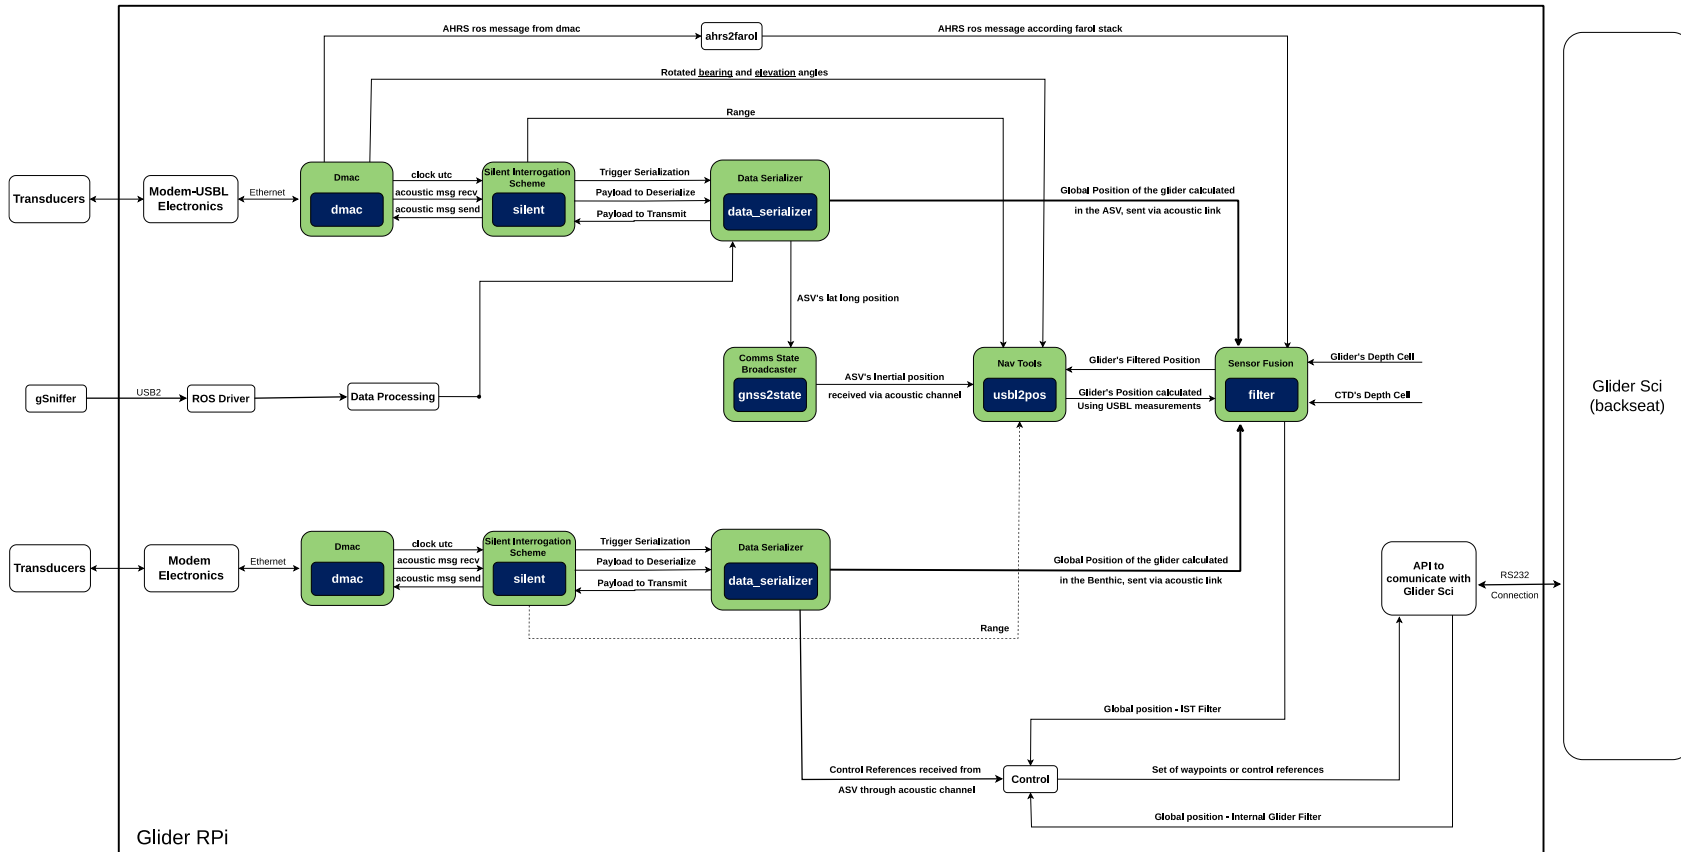 AHRS ros message from dmac
ahrs2farol
AHRS ros message according farol stack
Rotated bearing and elevation angles
Range
Transducers
Modem-USBL
Electronics
Ethernet
Dmac
dmac
clock utc
acoustic msg recv
acoustic msg send
Silent Interrogation
Scheme
silent
Trigger Serialization
Payload to Deserialize
Payload to Transmit
Data Serializer
data_serializer
Global Position of the glider calculated
in the ASV, sent via acoustic link
ASV's lat long position
gSniffer
USB2
ROS Driver
Data Processing
Comms State
Broadcaster
gnss2state
ASV's Inertial position
received via acoustic channel
Nav Tools
usbl2pos
Glider's Filtered Position
Glider's Position calculated
Using USBL measurements
Sensor Fusion
filter
Glider's Depth Cell
CTD's Depth Cell
Glider Sci
(backseat)
Transducers
Modem
Electronics
Ethernet
Dmac
dmac
clock utc
acoustic msg recv
acoustic msg send
Silent Interrogation
Scheme
silent
Trigger Serialization
Payload to Deserialize
Payload to Transmit
Data Serializer
data_serializer
Global Position of the glider calculated
in the Benthic, sent via acoustic link
Range
API to
comunicate with
Glider Sci
RS232
Connection
Global position - IST Filter
Control References received from
ASV through acoustic channel
Control
Set of waypoints or control references
Global position - Internal Glider Filter
Glider RPi